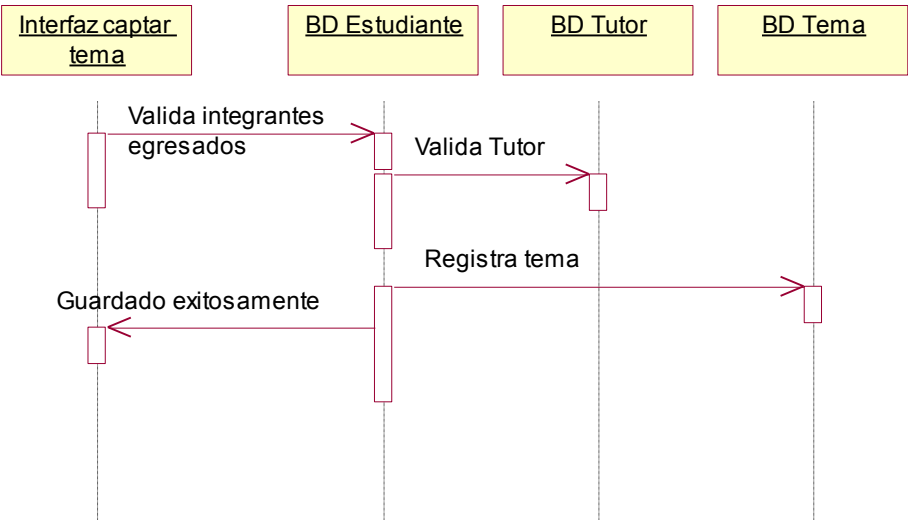 Interfaz captar
tema
BD Estudiante
BD Tutor
BD Tema
Valida integrantes
egresados
Valida Tutor
Registra tema
Guardado exitosamente